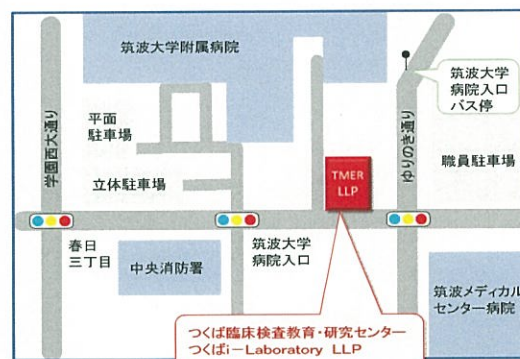 筑波大学附属病院
筑波大学
病院入口
バス停
平面
駐車場
学園西大通り
ゆりのき通り
職員駐車場
TMER
LLP
立体駐車場
春日
三丁目
中央消防署
筑波大学
病院入口
筑波メディカル
センター病院
つくば臨床検査教育・研究センター
つくばi-Laboratory LLP